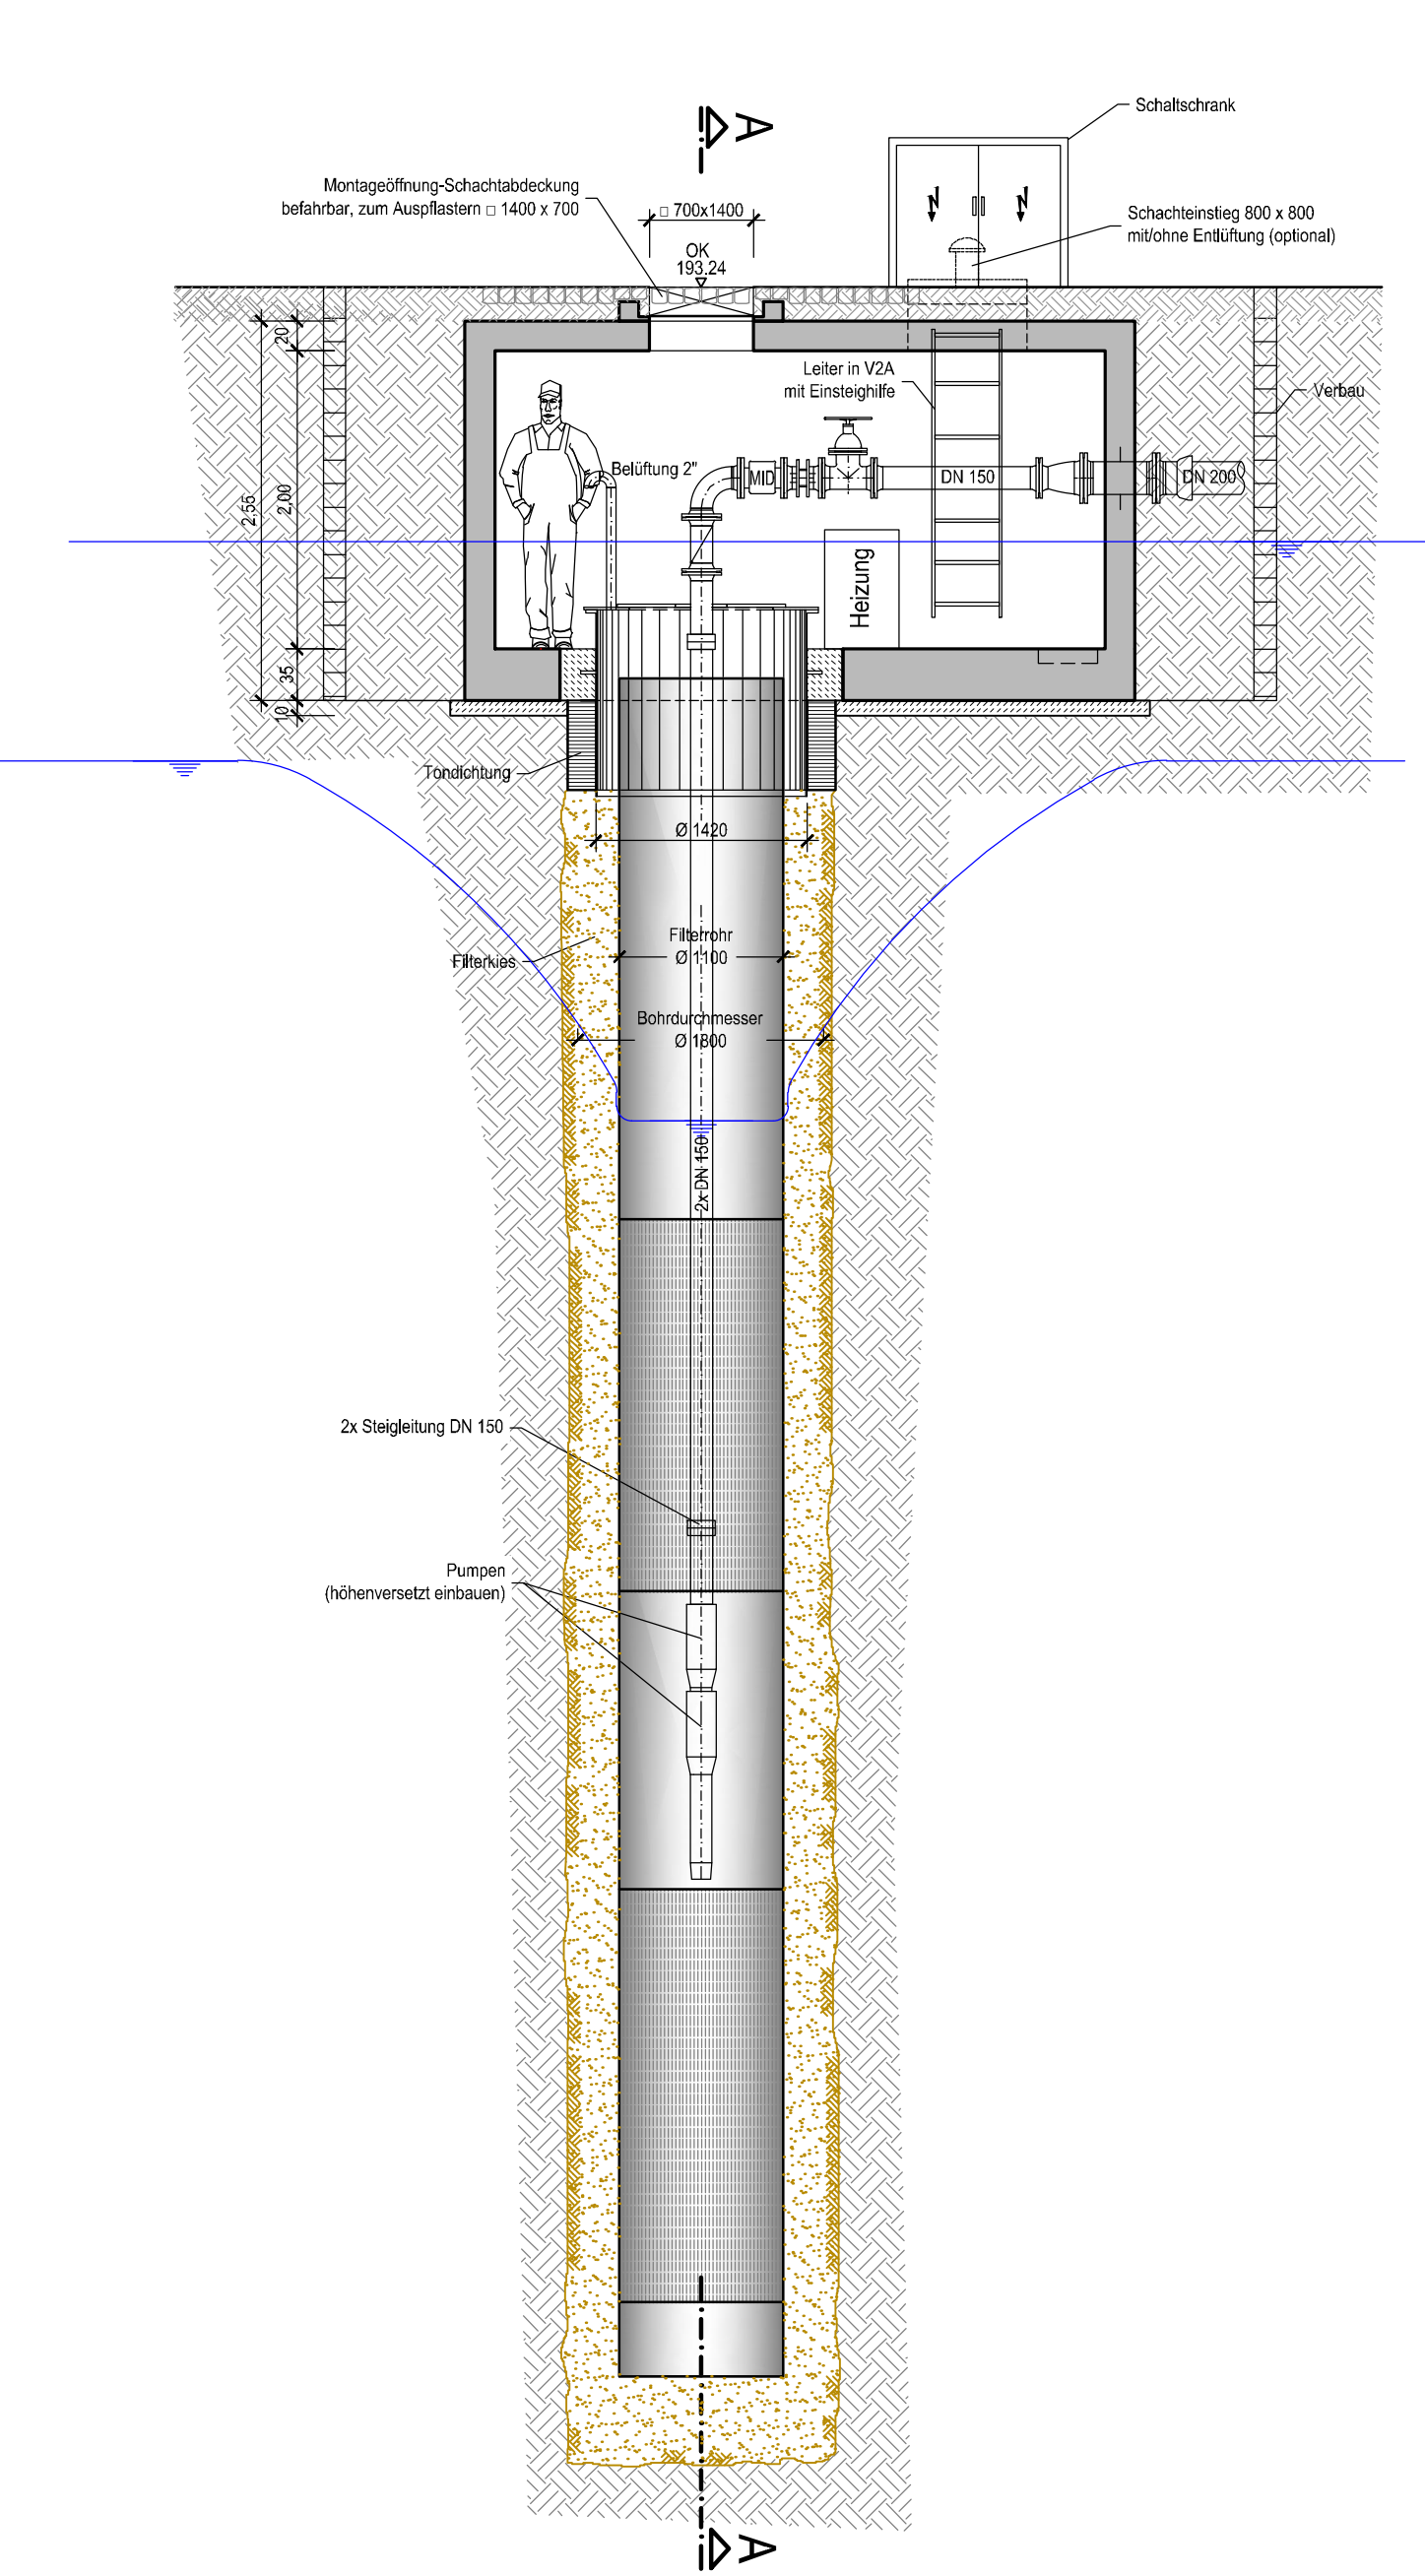 A
Schaltschrank
Montageöffnung-Schachtabdeckung
befahrbar, zum Auspflastern □ 1400 x 700
□ 700x1400
Schachteinstieg 800 x 800
mit/ohne Entlüftung (optional)
OK
193.24
20
Leiter in V2A
mit Einsteighilfe
Verbau
Belüftung 2"
MID
DN 150
DN 200
2,55
2,00
Heizung
35
10
Tondichtung
Ø 1420
Filterrohr
Ø 1100
Filterkies
Bohrdurchmesser
Ø 1800
2x DN 150
2x Steigleitung DN 150
Pumpen
(höhenversetzt einbauen)
A